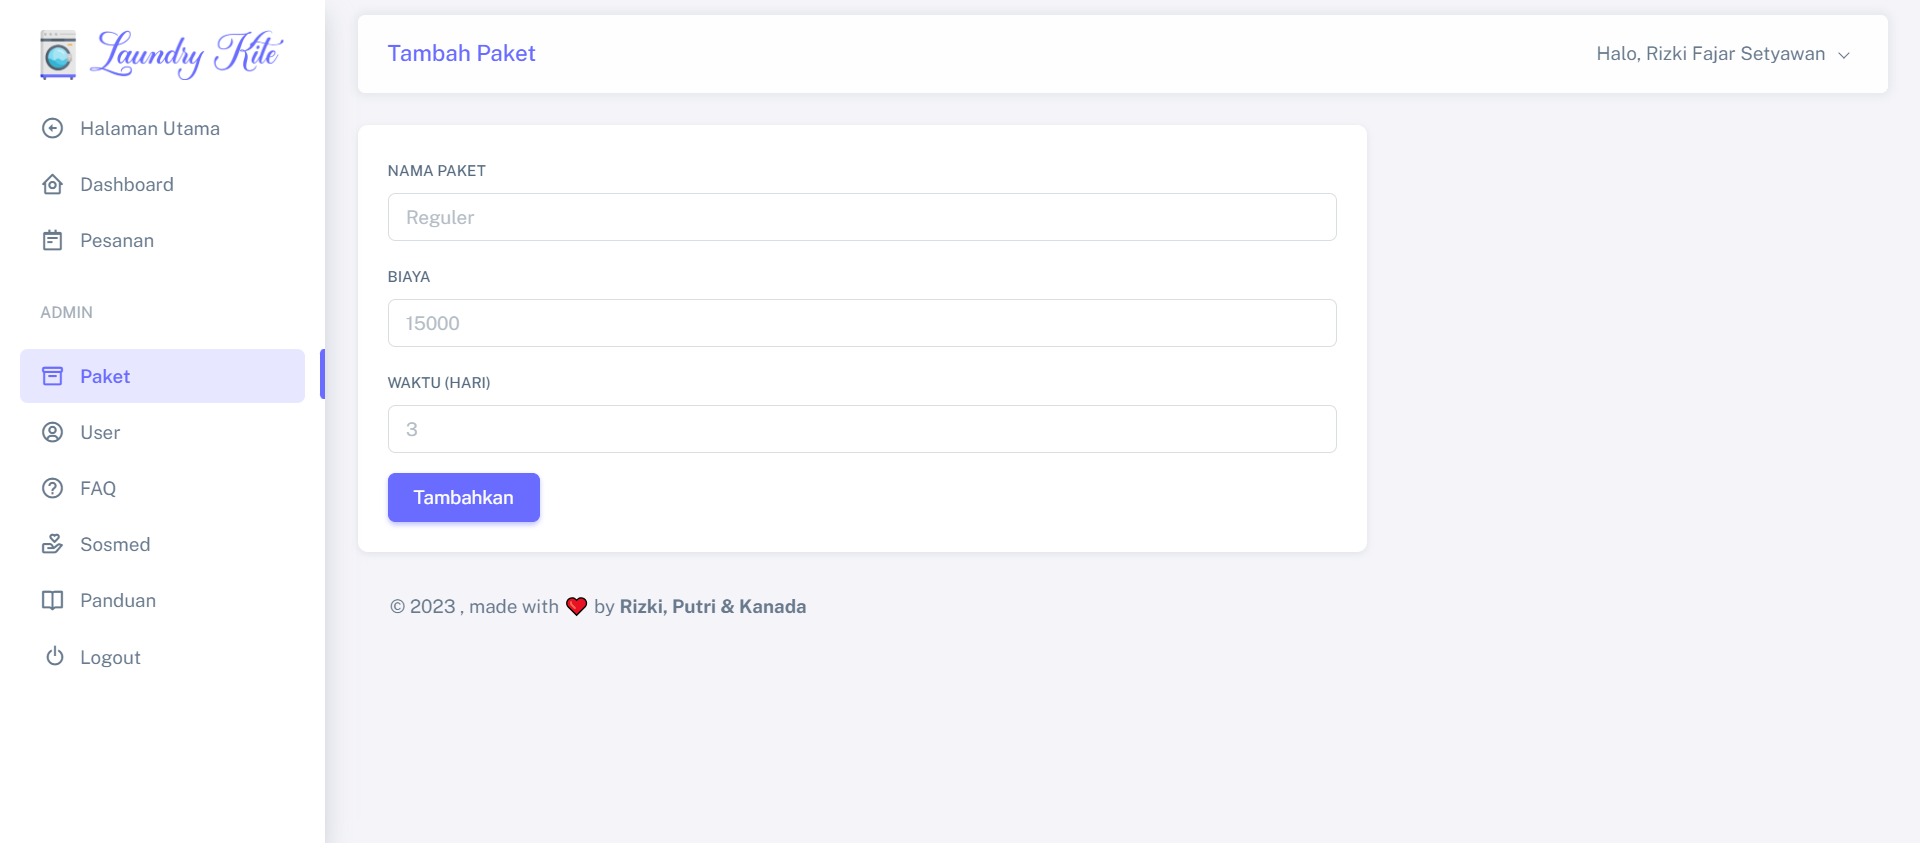 Laundry Kite
Halaman Utama
Dashboard
Pesanan
ADMIN
Paket
User
FAQ
Sosmed
Panduan
Logout
Tambah Paket
Halo, Rizki Fajar Setyawan
NAMA PAKET
Reguler
BIAYA
15000
WAKTU (HARI)
3
Tambahkan
© 2023 , made with ❤️ by Rizki, Putri & Kanada